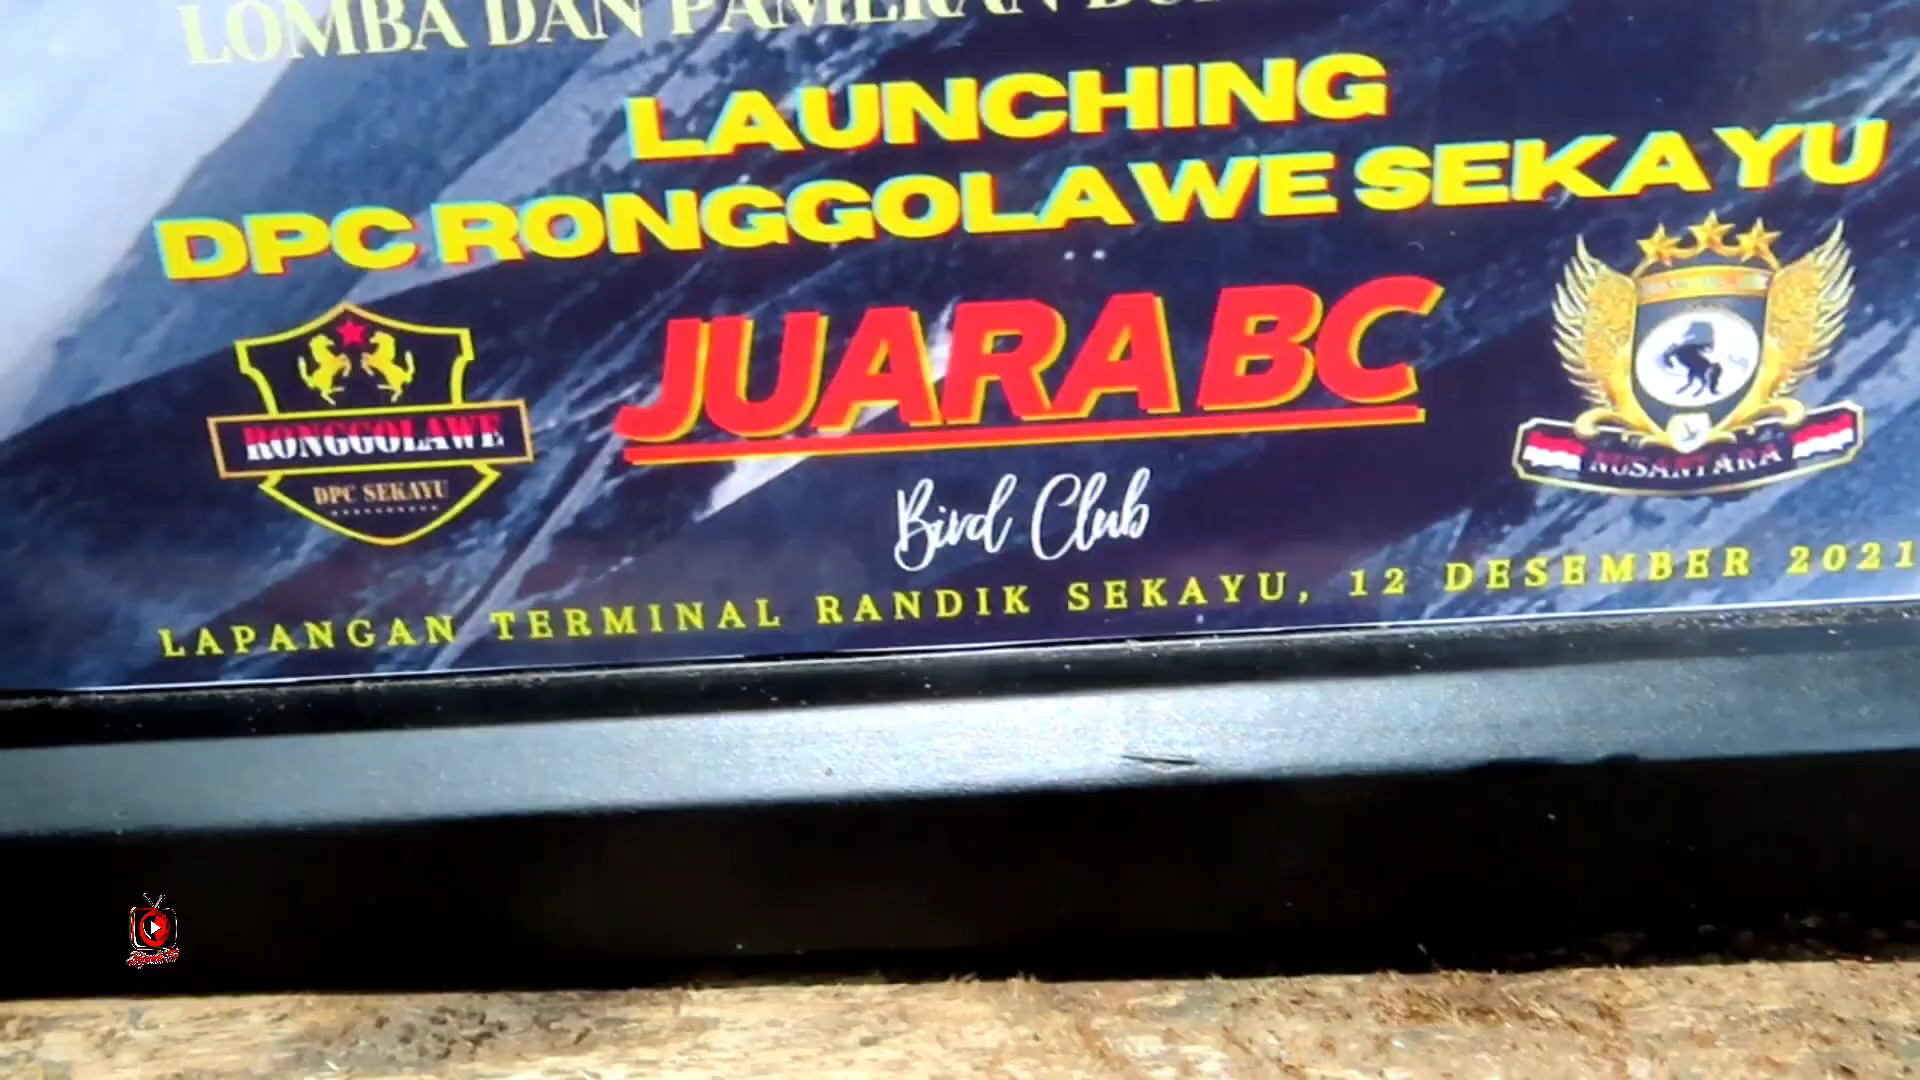 LOMBA DAN PAMERAN
LAUNCHING
DPC RONGGOLAWE SEKAYU
JUARA BC
Bird Club
RONGGOLAWE
DPC SEKAYU
NUSANTARA
LAPANGAN TERMINAL RANDIK SEKAYU, 12 DESEMBER 2021